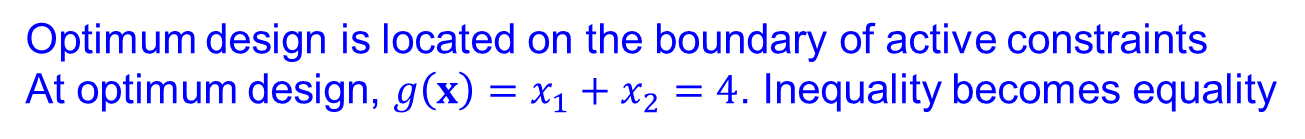 Optimum design is located on the boundary of active constraints
At optimum design, g(𝐱) = x₁ + x₂ = 4. Inequality becomes equality